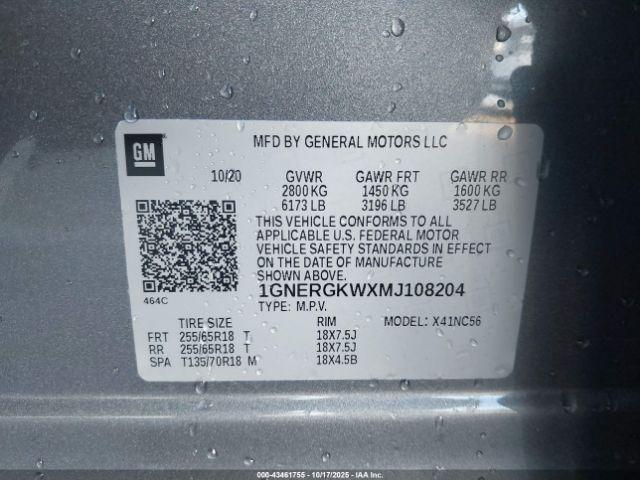 GM
MFD BY GENERAL MOTORS LLC
10/20 GVWR GAWR FRT GAWR RR
2800 KG 1450 KG 1600 KG
6173 LB 3196 LB 3527 LB
THIS VEHICLE CONFORMS TO ALL
APPLICABLE U.S. FEDERAL MOTOR
VEHICLE SAFETY STANDARDS IN EFFECT
ON THE DATE OF MANUFACTURE
SHOWN ABOVE.
464C 1GNERGKWXMJ108204
TYPE: M.P.V. MODEL: X41NC56
TIRE SIZE RIM
FRT 255/65R18 T 18X7.5J
RR 255/65R18 T 18X7.5J
SPA T135/70R18 M 18X4.5B
000-43461755 - 10/17/2025 - IAAI.COM